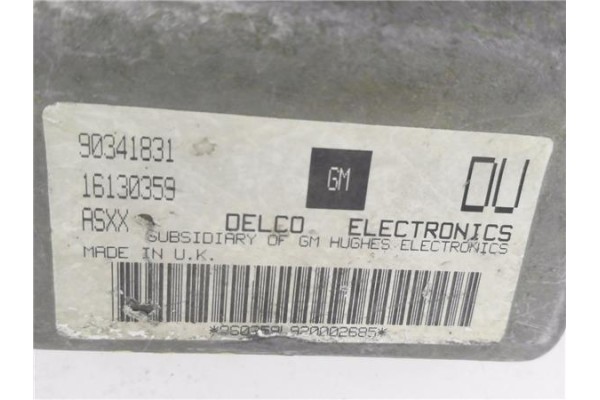 90341831
16130359
GM
DU
ASXX DELCO ELECTRONICS
SUBSIDIARY OF GM HUGHES ELECTRONICS
MADE IN U.K.